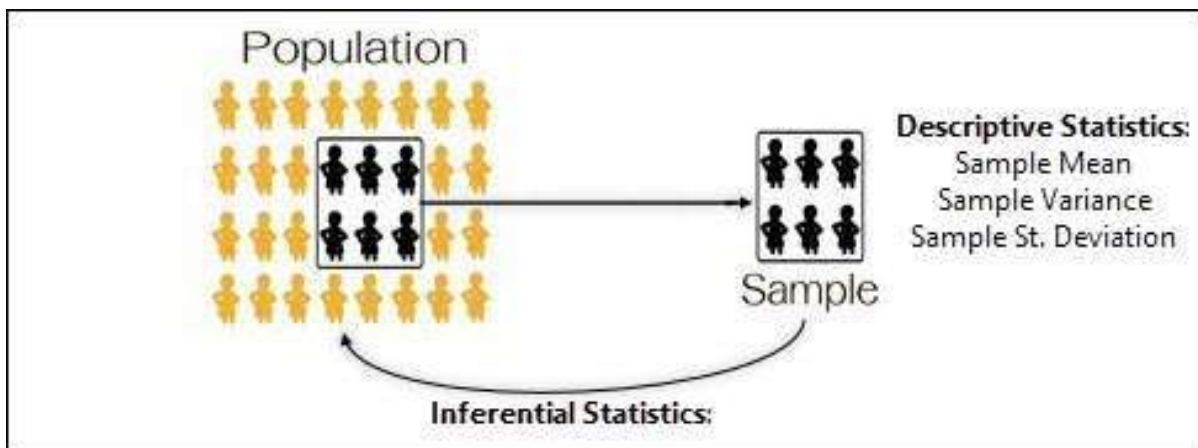 Population
Descriptive Statistics:
Sample Mean
Sample Variance
Sample St. Deviation
Sample
Inferential Statistics: